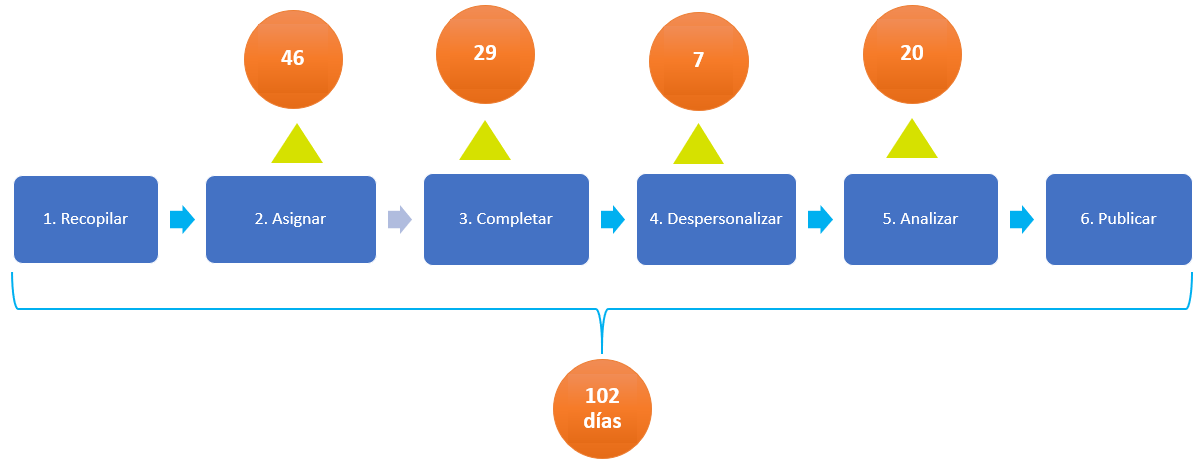 46
29
7
20
1. Recopilar
2. Asignar
3. Completar
4. Despersonalizar
5. Analizar
6. Publicar
102
días